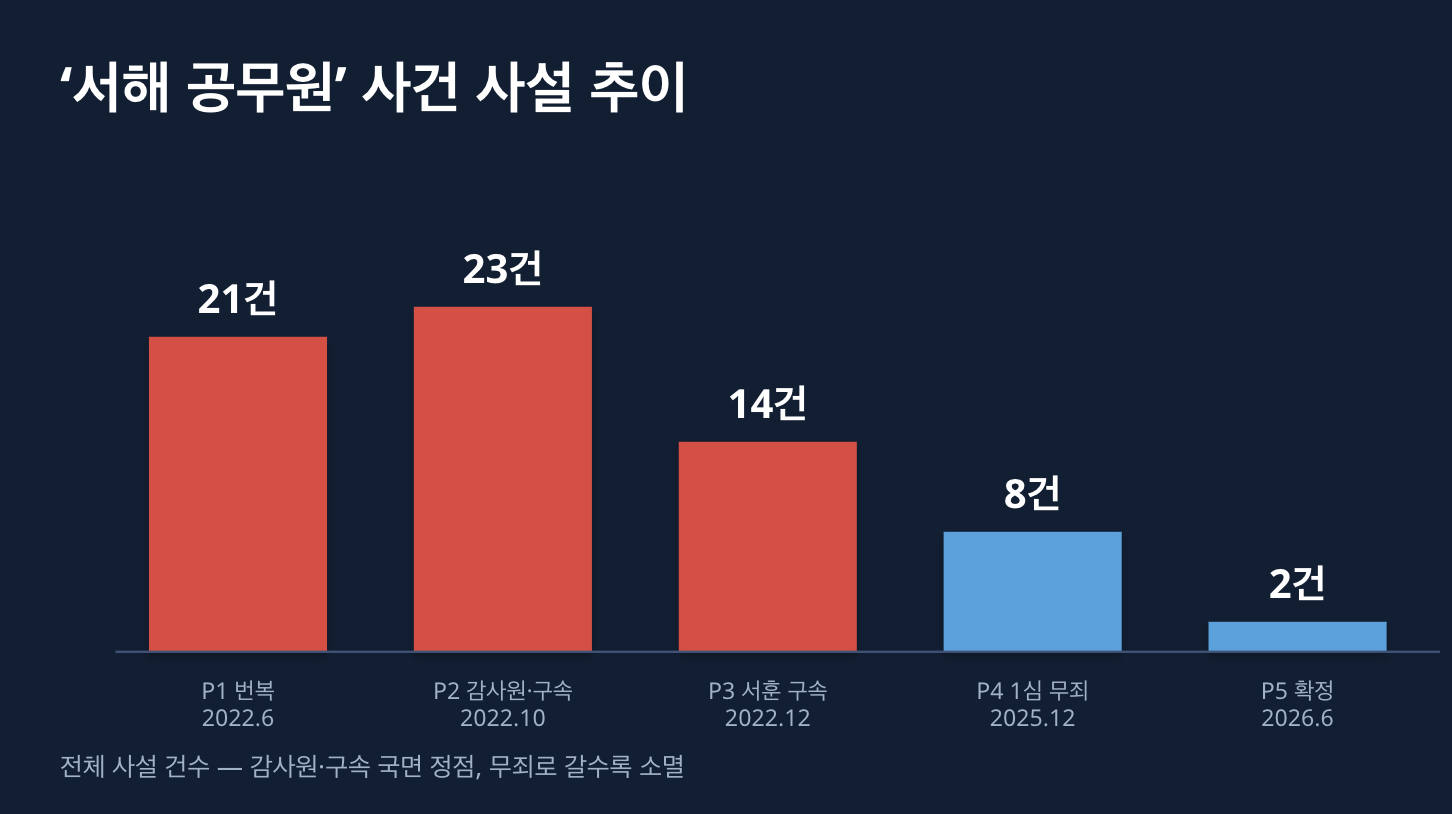 ‘서해 공무원’ 사건 사설 추이
21건
23건
14건
8건
2건
P1 번복
2022.6
P2 감사원·구속
2022.10
P3 서훈 구속
2022.12
P4 1심 무죄
2025.12
P5 확정
2026.6
전체 사설 건수 — 감사원·구속 국면 정점, 무죄로 갈수록 소멸